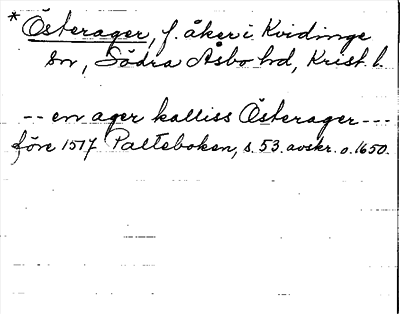 * Österager, f. åker i Kvidinge
sn, Södra Åsbo hd, Krist. l.
-- en ager kalliss Österager ---
före 1517 Palteboken, s. 53. avskr. o. 1650.